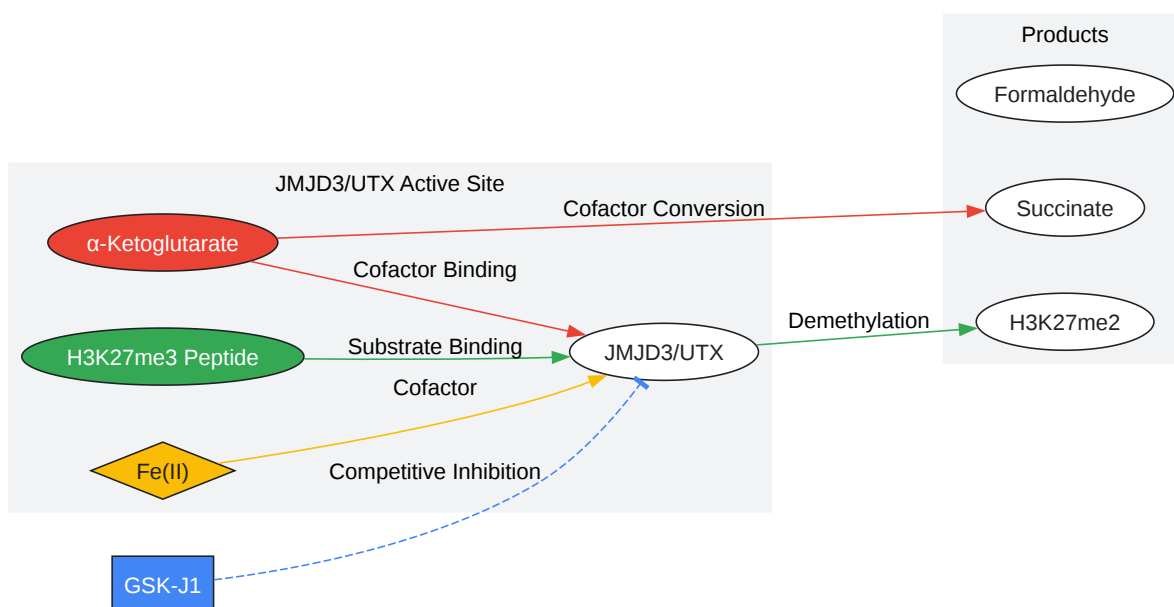 Products
Formaldehyde
JMJD3/UTX Active Site
Cofactor Conversion
Succinate
α-Ketoglutarate
Cofactor Binding
Demethylation
H3K27me2
H3K27me3 Peptide
Substrate Binding
JMJD3/UTX
Cofactor
Fe(II)
Competitive Inhibition
GSK-J1